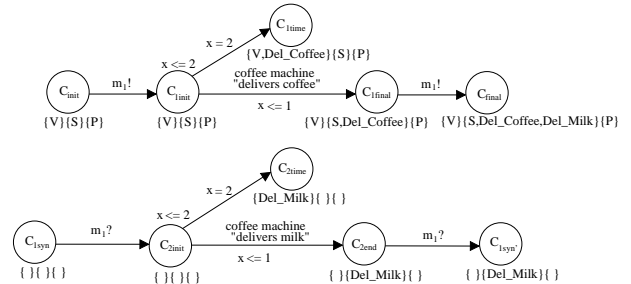 C1time
x = 2
{V,Del_Coffee}{S}{P}
x <= 2
coffee machine
"delivers coffee"
Cinit
m1!
C1init
C1final
m1!
Cfinal
x <= 1
{V}{S}{P}
{V}{S}{P}
{V}{S,Del_Coffee}{P}
{V}{S,Del_Coffee,Del_Milk}{P}
C2time
x = 2
{Del_Milk}{ }{ }
x <= 2
coffee machine
"delivers milk"
C1syn
m1?
C2init
C2end
m1?
C1syn'
x <= 1
{ }{ }{ }
{ }{ }{ }
{ }{Del_Milk}{ }
{ }{Del_Milk}{ }